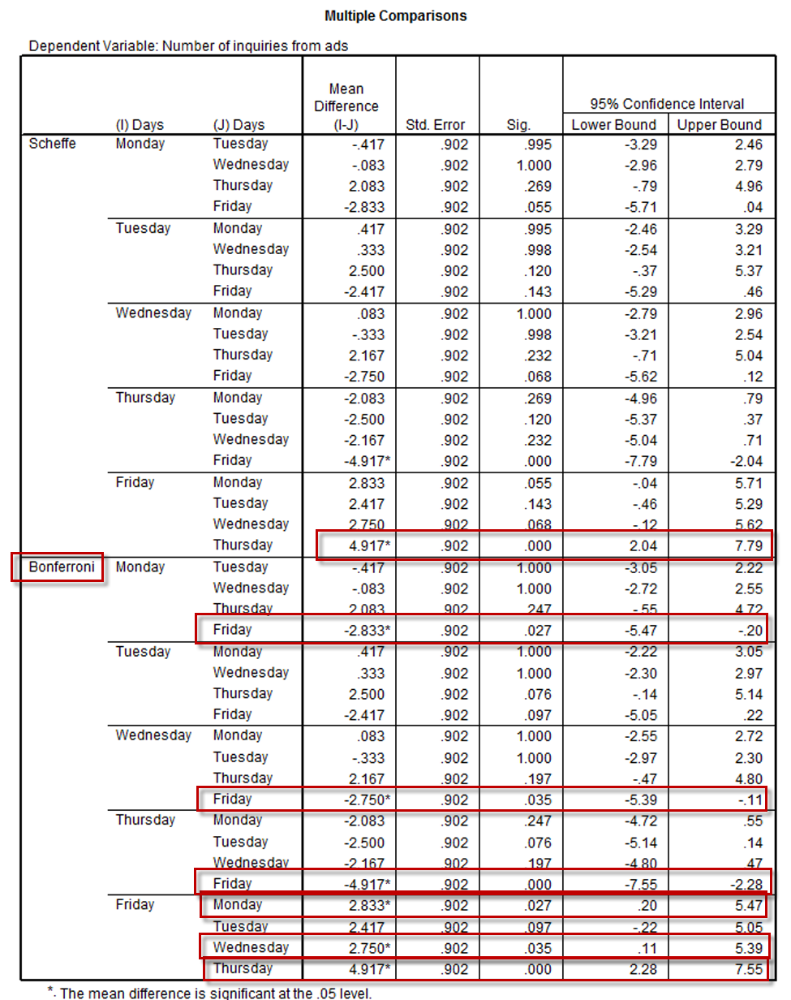 Multiple Comparisons
Dependent Variable: Number of inquiries from ads
Mean
Difference 95% Confidence Interval
(I) Days (J) Days (I-J) Std. Error Sig. Lower Bound Upper Bound
Scheffe Monday Tuesday -.417 .902 .995 -3.29 2.46
Wednesday -.083 .902 1.000 -2.96 2.79
Thursday 2.083 .902 .269 -.79 4.96
Friday -2.833 .902 .055 -5.71 .04
Tuesday Monday .417 .902 .995 -2.46 3.29
Wednesday .333 .902 .998 -2.54 3.21
Thursday 2.500 .902 .120 -.37 5.37
Friday -2.417 .902 .143 -5.29 .46
Wednesday Monday .083 .902 1.000 -2.79 2.96
Tuesday -.333 .902 .998 -3.21 2.54
Thursday 2.167 .902 .232 -.71 5.04
Friday -2.750 .902 .068 -5.62 .12
Thursday Monday -2.083 .902 .269 -4.96 .79
Tuesday -2.500 .902 .120 -5.37 .37
Wednesday -2.167 .902 .232 -5.04 .71
Friday -4.917* .902 .000 -7.79 -2.04
Friday Monday 2.833 .902 .055 -.04 5.71
Tuesday 2.417 .902 .143 -.46 5.29
Wednesday 2.750 .902 .068 -.12 5.62
Thursday 4.917* .902 .000 2.04 7.79
Bonferroni Monday Tuesday -.417 .902 1.000 -3.05 2.22
Wednesday -.083 .902 1.000 -2.72 2.55
Thursday 2.083 .902 .247 -.55 4.72
Friday -2.833* .902 .027 -5.47 -.20
Tuesday Monday .417 .902 1.000 -2.22 3.05
Wednesday .333 .902 1.000 -2.30 2.97
Thursday 2.500 .902 .076 -.14 5.14
Friday -2.417 .902 .097 -5.05 .22
Wednesday Monday .083 .902 1.000 -2.55 2.72
Tuesday -.333 .902 1.000 -2.97 2.30
Thursday 2.167 .902 .197 -.47 4.80
Friday -2.750* .902 .035 -5.39 -.11
Thursday Monday -2.083 .902 .247 -4.72 .55
Tuesday -2.500 .902 .076 -5.14 .14
Wednesday -2.167 .902 .197 -4.80 .47
Friday -4.917* .902 .000 -7.55 -2.28
Friday Monday 2.833* .902 .027 .20 5.47
Tuesday 2.417 .902 .097 -.22 5.05
Wednesday 2.750* .902 .035 .11 5.39
Thursday 4.917* .902 .000 2.28 7.55
*. The mean difference is significant at the .05 level.